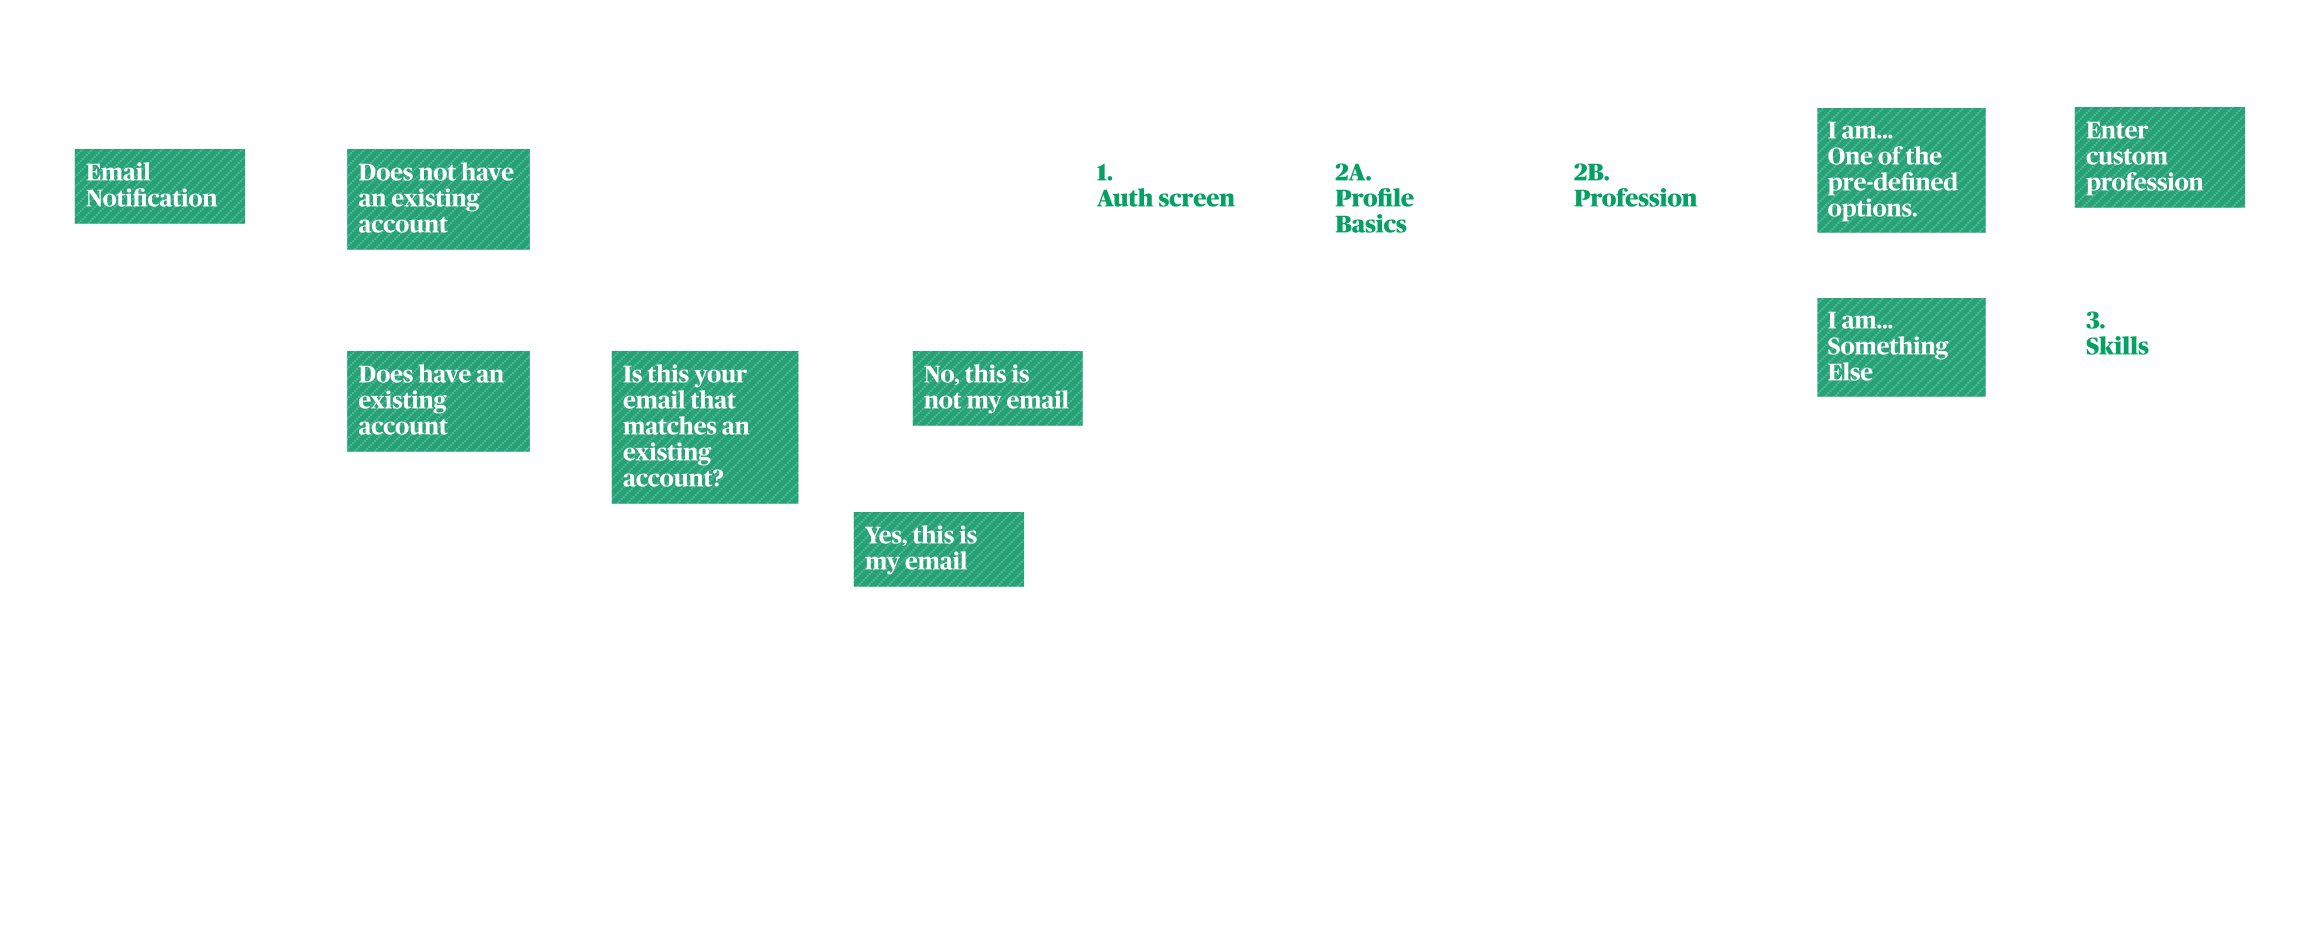 Email
Notification
Does not have
an existing
account
1.
Auth screen
2A.
Profile
Basics
2B.
Profession
I am...
One of the
pre-defined
options.
Enter
custom
profession
Does have an
existing
account
Is this your
email that
matches an
existing
account?
No, this is
not my email
Yes, this is
my email
I am...
Something
Else
3.
Skills